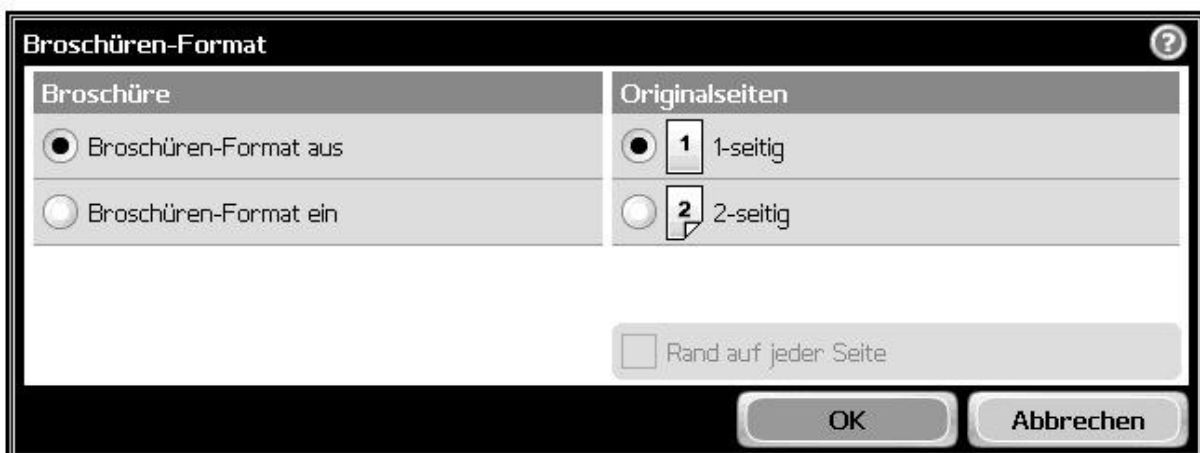 Broschüren-Format
?
Broschüre
Originalseiten
Broschüren-Format aus
1 1-seitig
Broschüren-Format ein
2 2-seitig
Rand auf jeder Seite
OK
Abbrechen